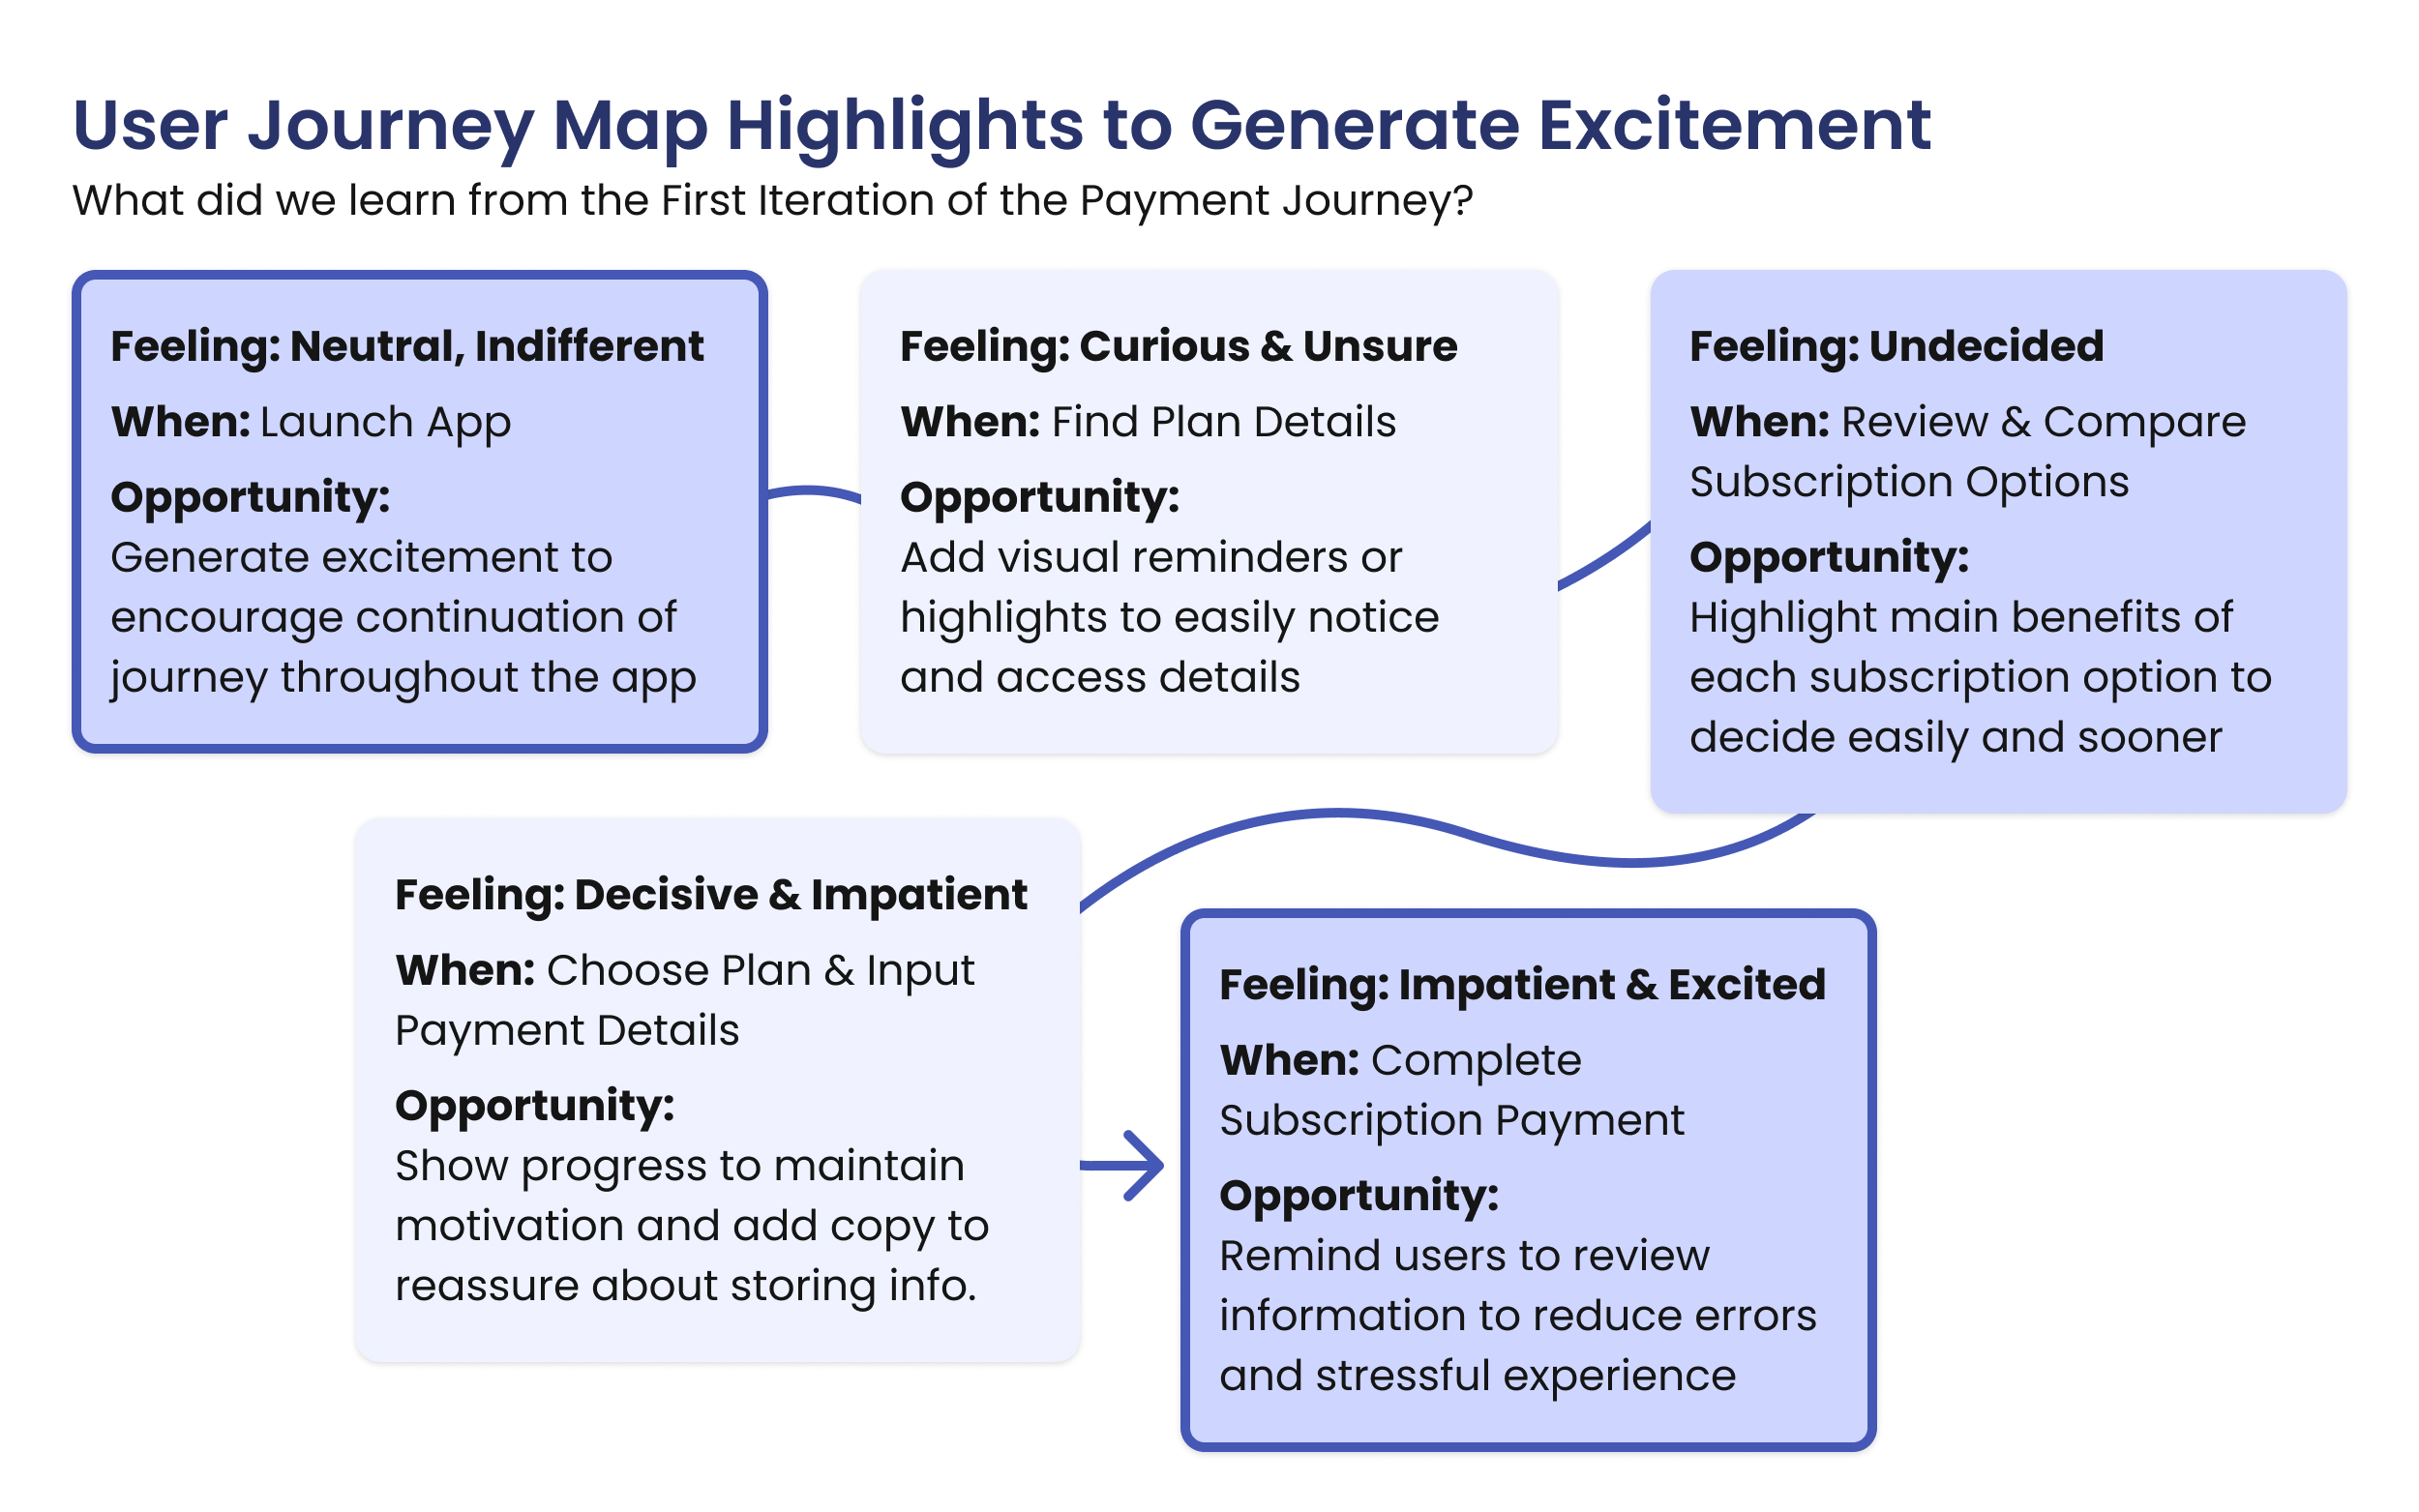 User Journey Map Highlights to Generate Excitement
What did we learn from the First Iteration of the Payment Journey?
Feeling: Neutral, Indifferent
When: Launch App
Opportunity:
Generate excitement to
encourage continuation of
journey throughout the app
Feeling: Curious & Unsure
When: Find Plan Details
Opportunity:
Add visual reminders or
highlights to easily notice
and access details
Feeling: Undecided
When: Review & Compare
Subscription Options
Opportunity:
Highlight main benefits of
each subscription option to
decide easily and sooner
Feeling: Decisive & Impatient
When: Choose Plan & Input
Payment Details
Opportunity:
Show progress to maintain
motivation and add copy to
reassure about storing info.
Feeling: Impatient & Excited
When: Complete
Subscription Payment
Opportunity:
Remind users to review
information to reduce errors
and stressful experience